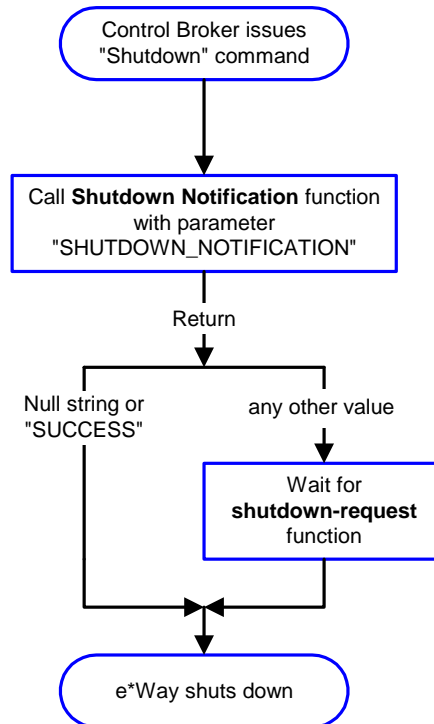 Control Broker issues
"Shutdown" command
Call Shutdown Notification function
with parameter
"SHUTDOWN_NOTIFICATION"
Return
Null string or
"SUCCESS"
any other value
Wait for
shutdown-request
function
e*Way shuts down